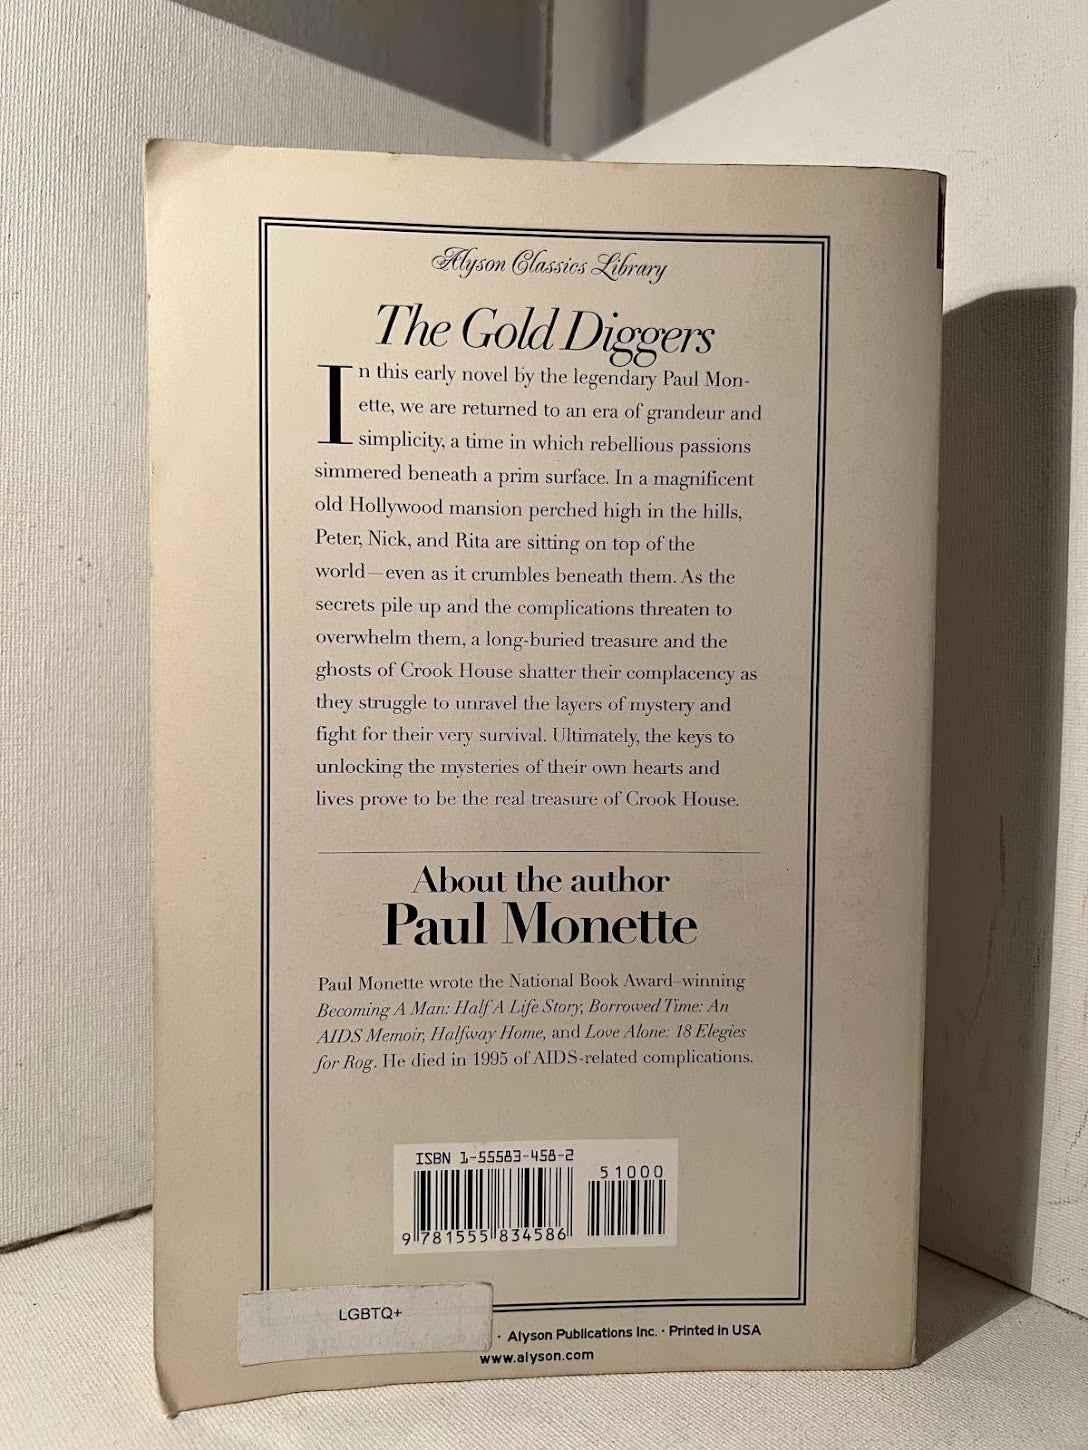 Alyson Classics Library
The Gold Diggers
In this early novel by the legendary Paul Mon-
ette, we are returned to an era of grandeur and
simplicity, a time in which rebellious passions
simmered beneath a prim surface. In a magnificent
old Hollywood mansion perched high in the hills,
Peter, Nick, and Rita are sitting on top of the
world—even as it crumbles beneath them. As the
secrets pile up and the complications threaten to
overwhelm them, a long-buried treasure and the
ghosts of Crook House shatter their complacency as
they struggle to unravel the layers of mystery and
fight for their very survival. Ultimately, the keys to
unlocking the mysteries of their own hearts and
lives prove to be the real treasure of Crook House.
About the author
Paul Monette
Paul Monette wrote the National Book Award–winning
Becoming A Man: Half A Life Story, Borrowed Time: An
AIDS Memoir, Halfway Home, and Love Alone: 18 Elegies
for Rog. He died in 1995 of AIDS-related complications.
ISBN 1-55583-458-2
51000
9 781555 834586
LGBTQ+
· Alyson Publications Inc. · Printed in USA
www.alyson.com